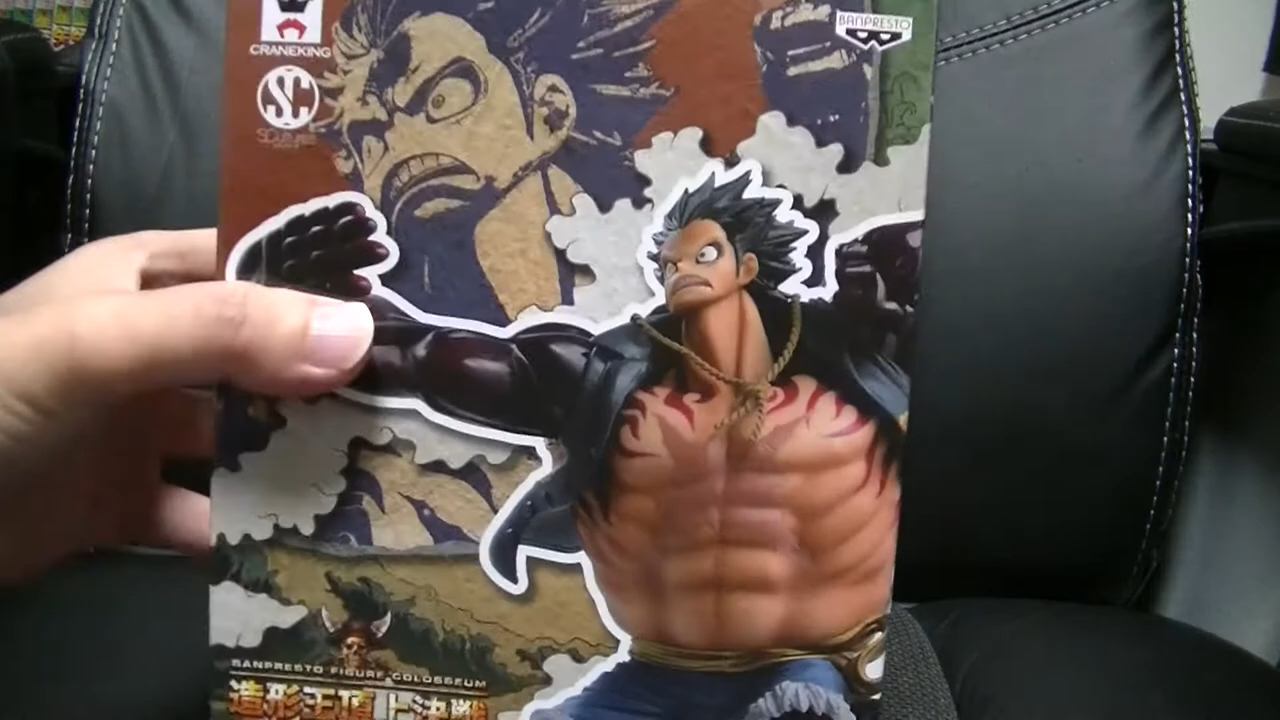 CRANEKING
SC
BANPRESTO
BANPRESTO FIGURE COLOSSEUM
造形王頂上決戦